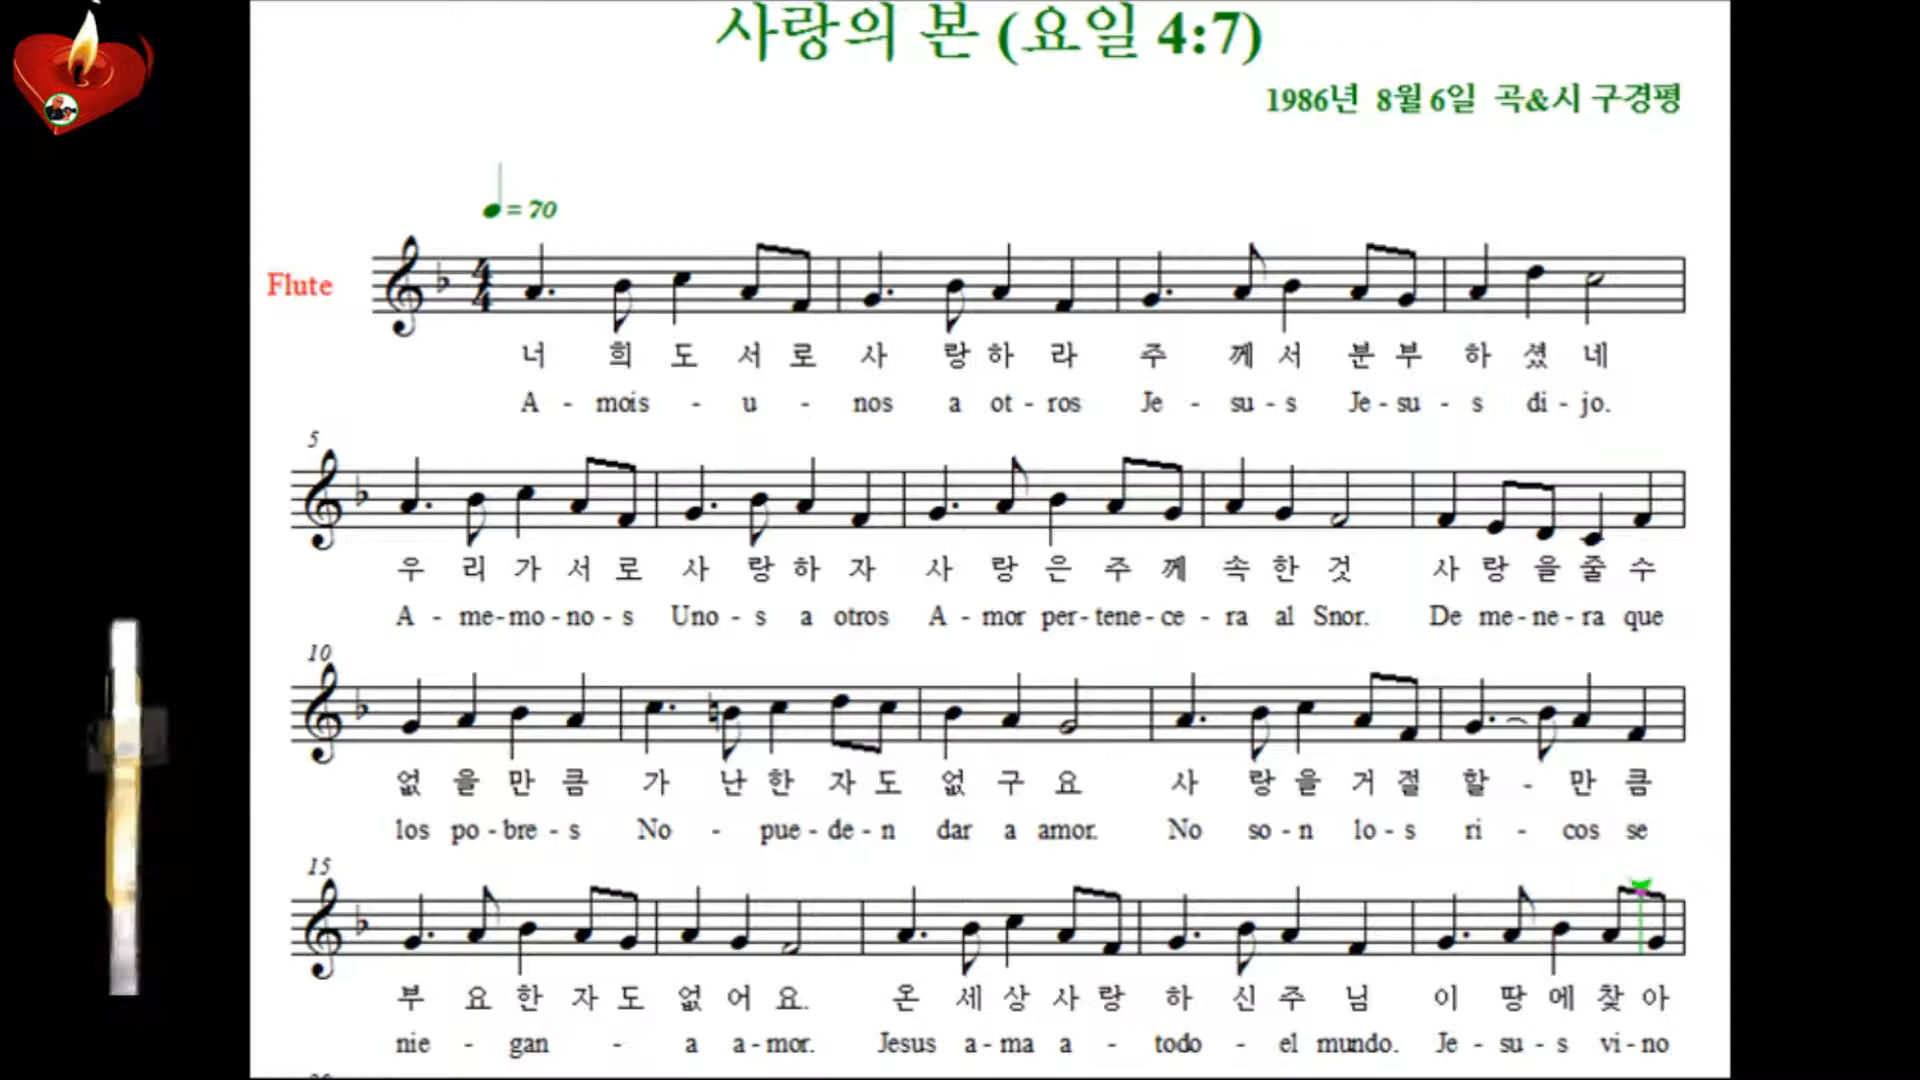 사랑의 본 (요일 4:7)
1986년 8월 6일 곡&시 구경평
= 70
Flute
4 4
너 희 도 서 로 사 랑 하 라 주 께 서 분 부 하 셨 네
A - mois - u - nos a ot - ros Je - su - s Je - su - s di - jo.
5
우 리 가 서 로 사 랑 하 자 사 랑 은 주 께 속 한 것 사 랑 을 줄 수
A - me - mo - no - s Uno - s a otros A - mor per - tene - ce - ra al Snor. De me - ne - ra que
10
없 을 만 큼 가 난 한 자 도 없 구 요 사 랑 을 거 절 할 - 만 큼
los po - bre - s No - pue - de - n dar a amor. No so - n lo - s ri - cos se
15
부 요 한 자 도 없 어 요. 온 세 상 사 랑 하 신 주 님 이 땅 에 찾 아
nie - gan - a a - mor. Jesus a - ma a - todo - el mundo. Je - su - s vi - no